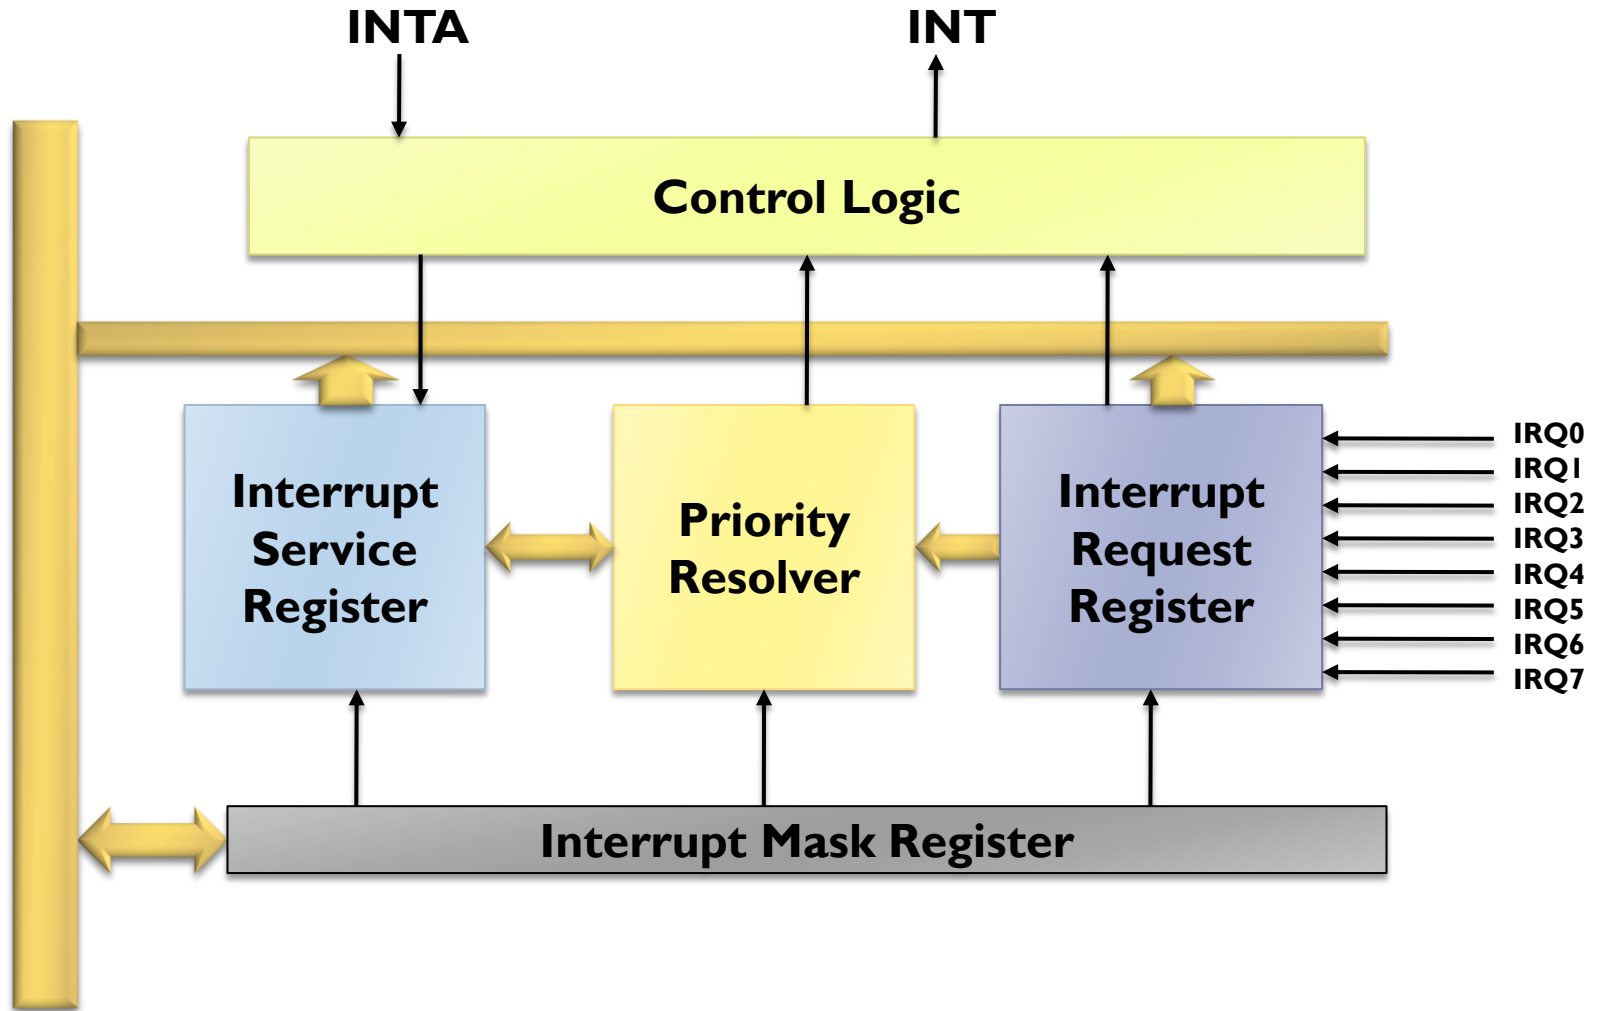 INTA
INT
Control Logic
Interrupt
Service
Register
Priority
Resolver
Interrupt
Request
Register
IRQ0
IRQ1
IRQ2
IRQ3
IRQ4
IRQ5
IRQ6
IRQ7
Interrupt Mask Register